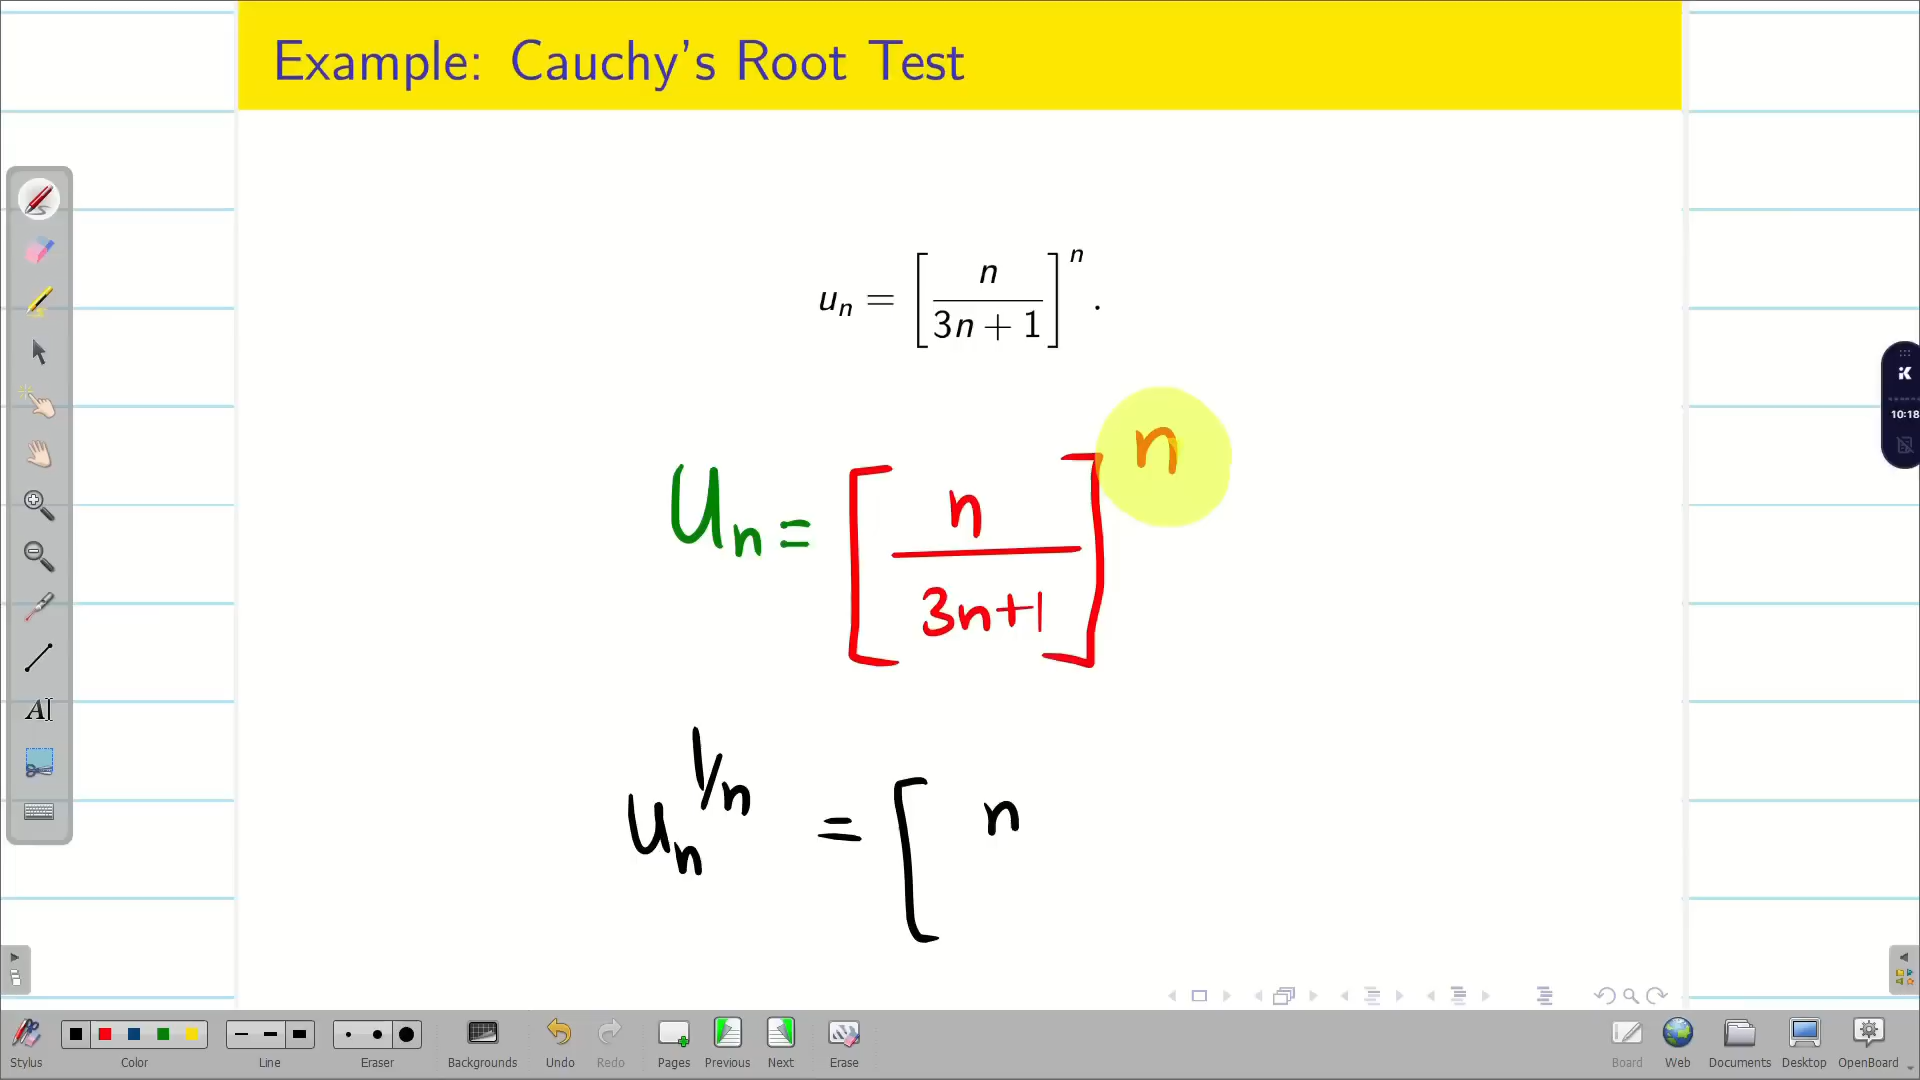 Example: Cauchy's Root Test
u_n = [ n / 3n + 1 ]^n .
U_n = [ n / 3n+1 ]^n
u_n^1/n = [ n
10:18
Stylus Color Line Eraser Backgrounds Undo Redo Pages Previous Next Erase Board Web Documents Desktop OpenBoard